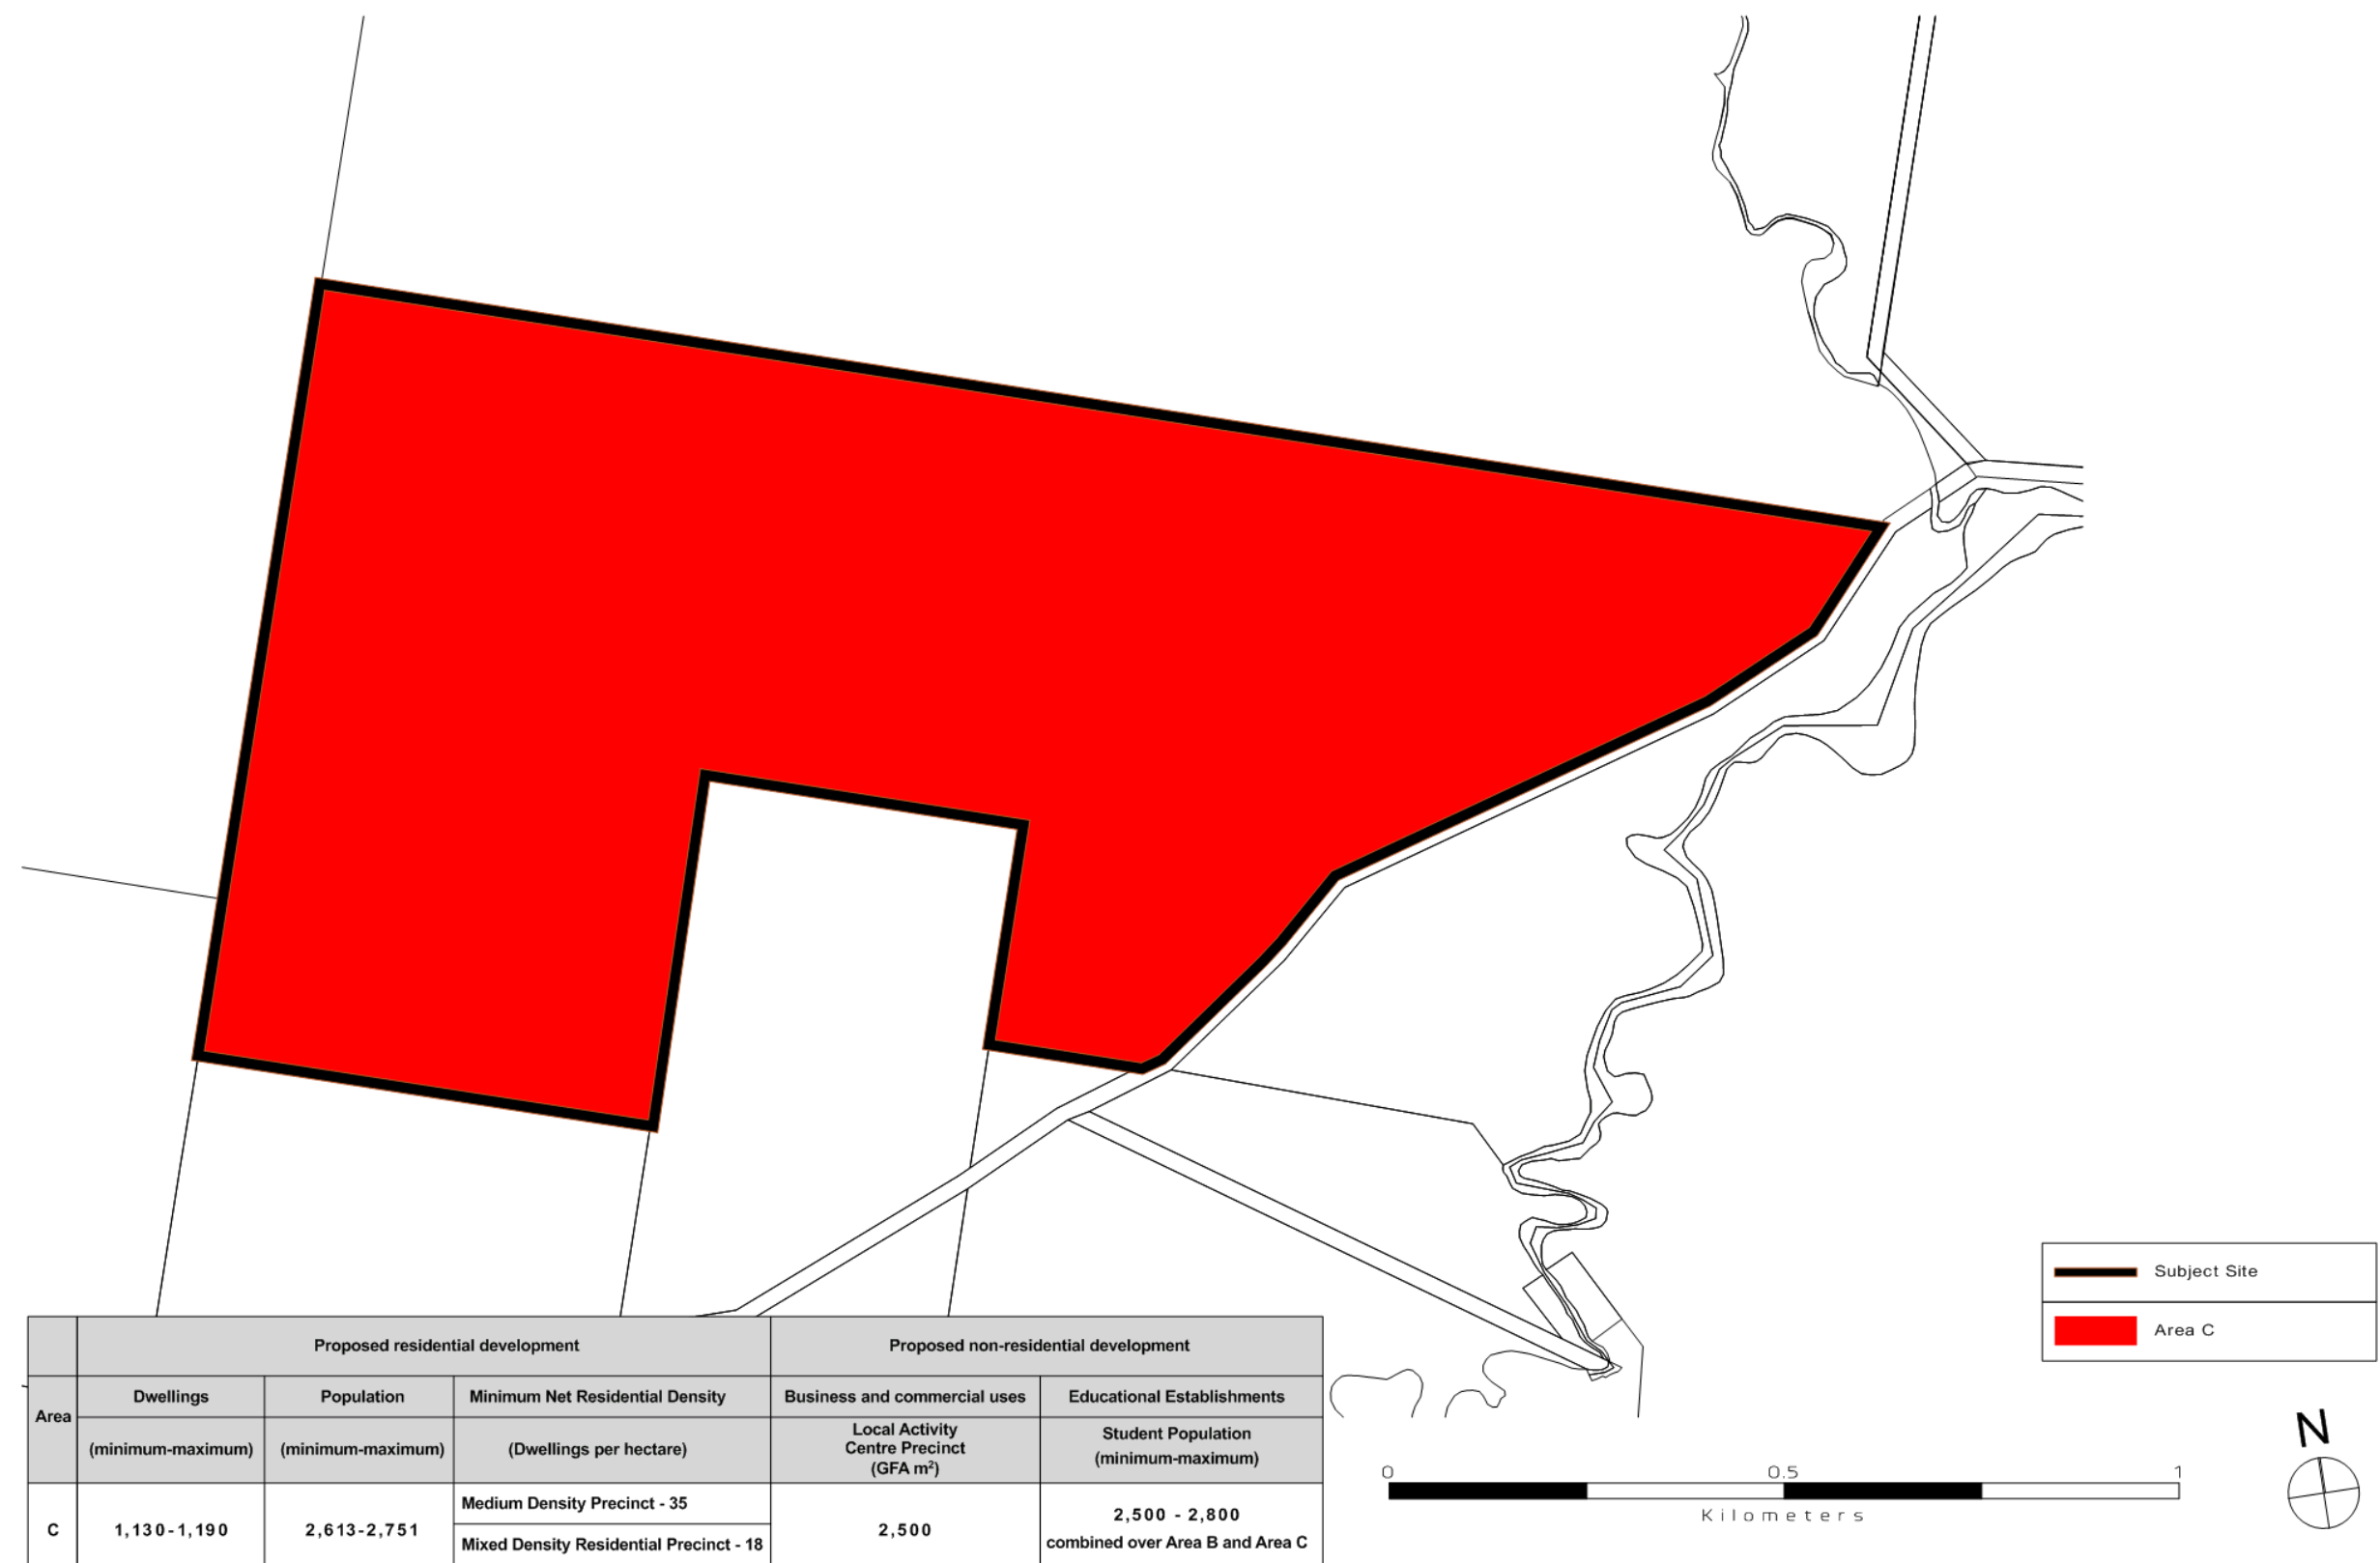 Subject Site
Area C
N
0 0.5 1
Kilometers
Proposed residential development Proposed non-residential development
Area Dwellings Population Minimum Net Residential Density Business and commercial uses Educational Establishments
(minimum-maximum) (minimum-maximum) (Dwellings per hectare) Local Activity
Centre Precinct
(GFA m²) Student Population
(minimum-maximum)
C 1,130-1,190 2,613-2,751 Medium Density Precinct - 35
Mixed Density Residential Precinct - 18 2,500 2,500 - 2,800
combined over Area B and Area C